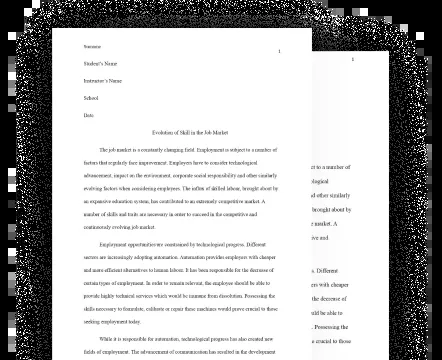 Surname
1
Student's Name
Instructor's Name
School
Date
Evolution of Skill in the Job Market
The job market is a constantly changing field. Employment is subject to a number of
factors that regularly face improvement. Employers have to consider technological
advancement, impact on the environment, corporate social responsibility and other similarly
evolving factors when considering employees. The influx of skilled labour, brought about by
an expansive education system, has contributed to an extremely competitive market. A
number of skills and traits are necessary in order to succeed in the competitive and
continuously evolving job market.
Employment opportunities are constrained by technological progress. Different
sectors are increasingly adopting automation. Automation provides employers with cheaper
and more efficient alternatives to human labour. It has been responsible for the decrease of
certain types of employment. In order to remain relevant, the employee should be able to
provide highly technical services which would be immune from dissolution. Possessing the
skills necessary to formulate, calibrate or repair these machines would prove crucial to those
seeking employment today.
While it is responsible for automation, technological progress has also created new
fields of employment. The advancement of communication has resulted in the development
1
ct to a number of
ological
d other similarly
brought about by
e market. A
ive and
s. Different
ers with cheaper
the decrease of
uld be able to
. Possessing the
e crucial to those